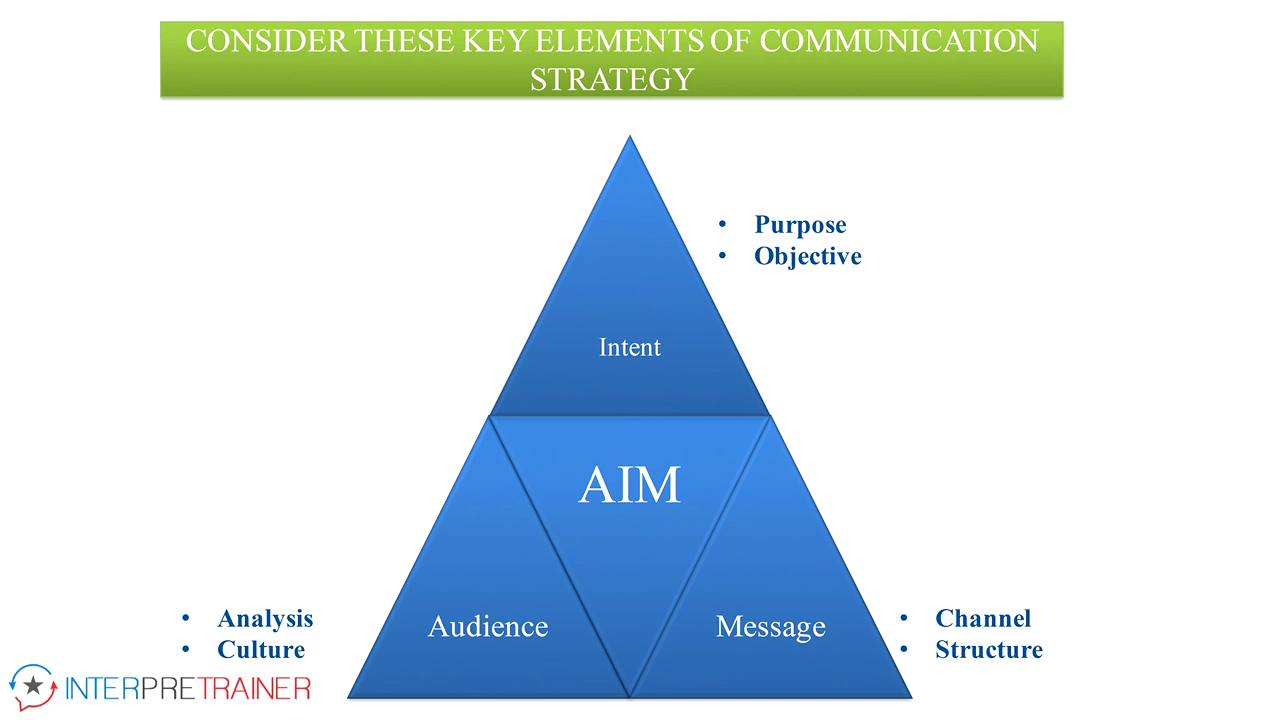 CONSIDER THESE KEY ELEMENTS OF COMMUNICATION
STRATEGY
• Purpose
• Objective
Intent
AIM
• Analysis
• Culture
Audience
Message
• Channel
• Structure
INTERPRETRAINER